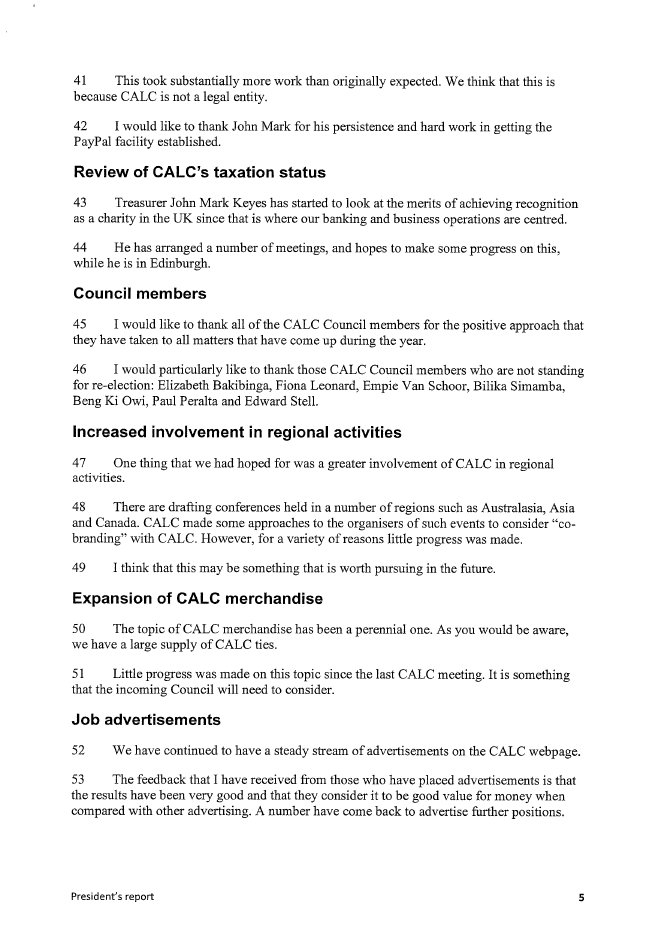 41 This took substantially more work than originally expected. We think that this is
because CALC is not a legal entity.
42 I would like to thank John Mark for his persistence and hard work in getting the
PayPal facility established.
Review of CALC's taxation status
43 Treasurer John Mark Keyes has started to look at the merits of achieving recognition
as a charity in the UK since that is where our banking and business operations are centred.
44 He has arranged a number of meetings, and hopes to make some progress on this,
while he is in Edinburgh.
Council members
45 I would like to thank all of the CALC Council members for the positive approach that
they have taken to all matters that have come up during the year.
46 I would particularly like to thank those CALC Council members who are not standing
for re-election: Elizabeth Bakibinga, Fiona Leonard, Empie Van Schoor, Bilika Simamba,
Beng Ki Owi, Paul Peralta and Edward Stell.
Increased involvement in regional activities
47 One thing that we had hoped for was a greater involvement of CALC in regional
activities.
48 There are drafting conferences held in a number of regions such as Australasia, Asia
and Canada. CALC made some approaches to the organisers of such events to consider "co-
branding" with CALC. However, for a variety of reasons little progress was made.
49 I think that this may be something that is worth pursuing in the future.
Expansion of CALC merchandise
50 The topic of CALC merchandise has been a perennial one. As you would be aware,
we have a large supply of CALC ties.
51 Little progress was made on this topic since the last CALC meeting. It is something
that the incoming Council will need to consider.
Job advertisements
52 We have continued to have a steady stream of advertisements on the CALC webpage.
53 The feedback that I have received from those who have placed advertisements is that
the results have been very good and that they consider it to be good value for money when
compared with other advertising. A number have come back to advertise further positions.
President's report 5